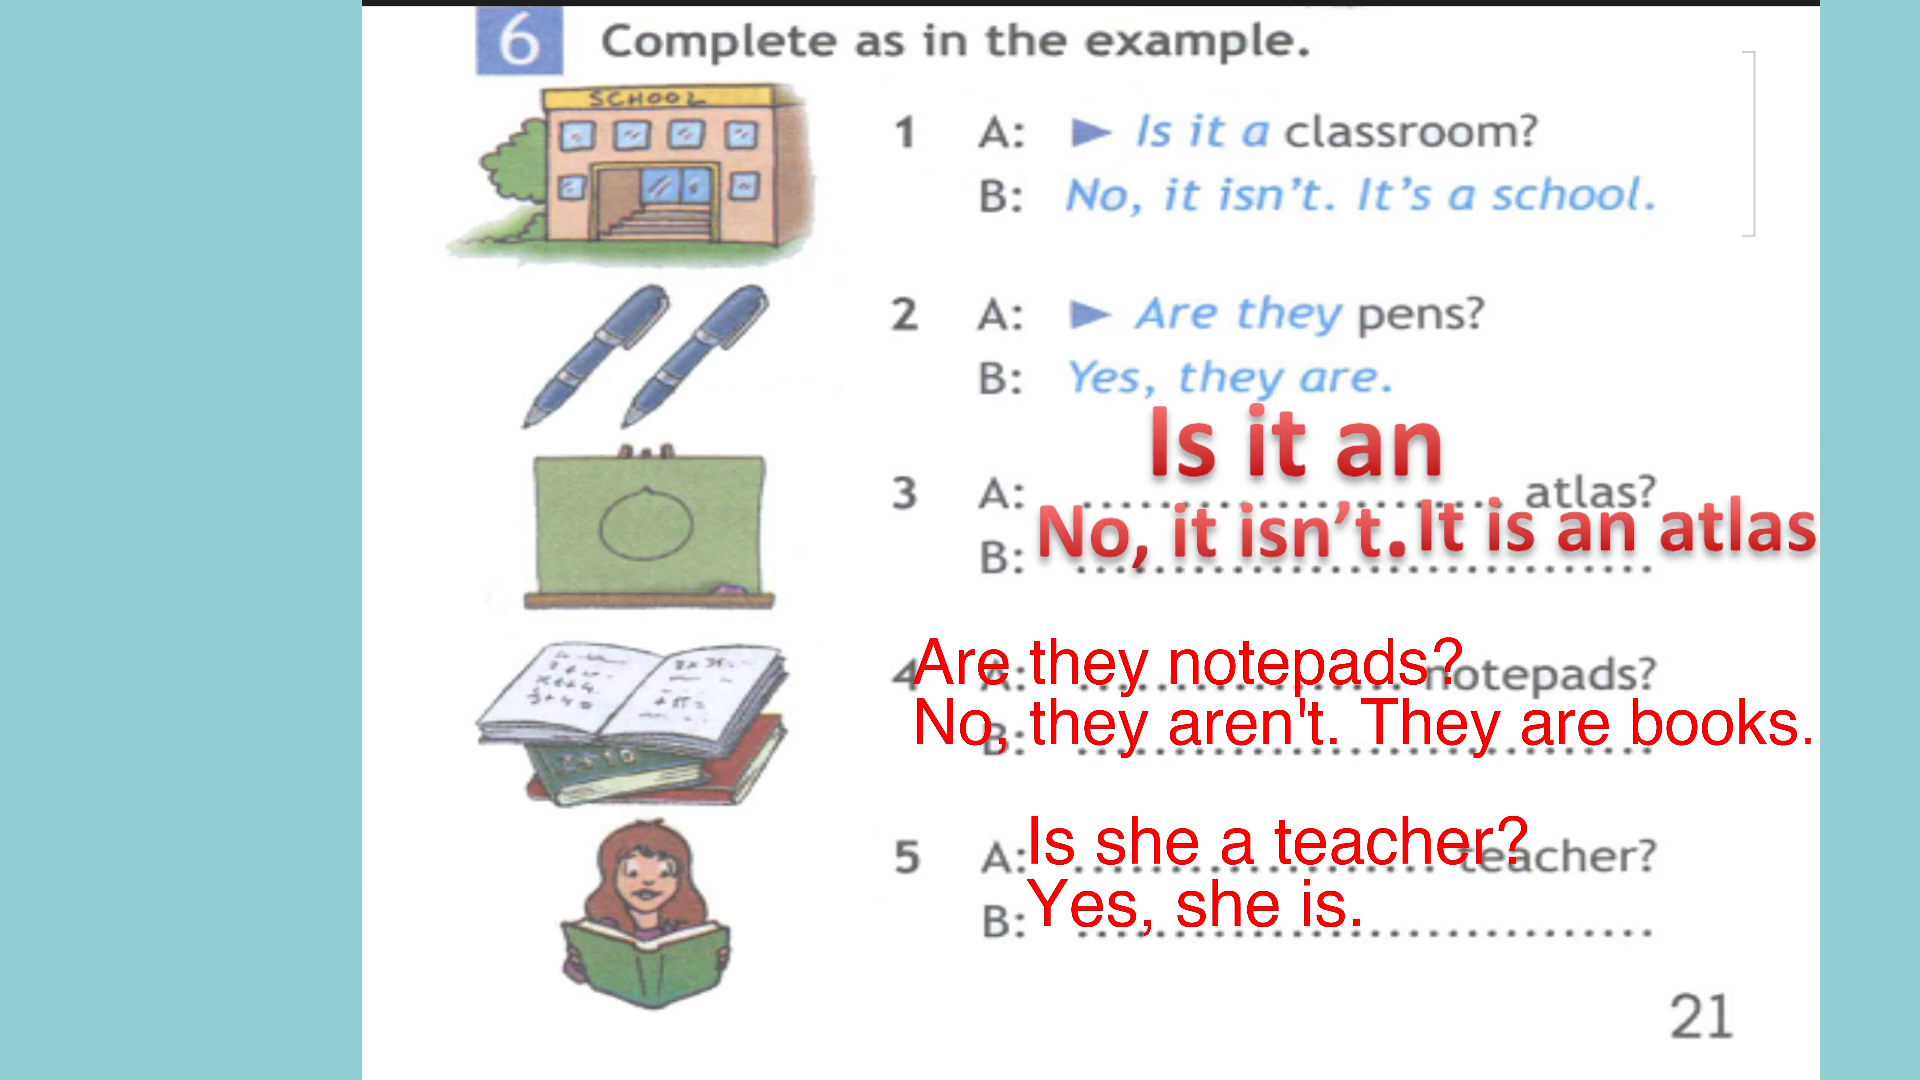 6 Complete as in the example.
SCHOOL
1 A: ► Is it a classroom?
B: No, it isn't. It's a school.
2 A: ► Are they pens?
B: Yes, they are.
Is it an
3 A: .......................... atlas?
No, it isn't. It is an atlas
B: ....................................
Are they notepads?
4 A: .................... notepads?
No, they aren't. They are books.
B: ....................................
2+10
Is she a teacher?
5 A: ...................... teacher?
Yes, she is.
B: ....................................
21